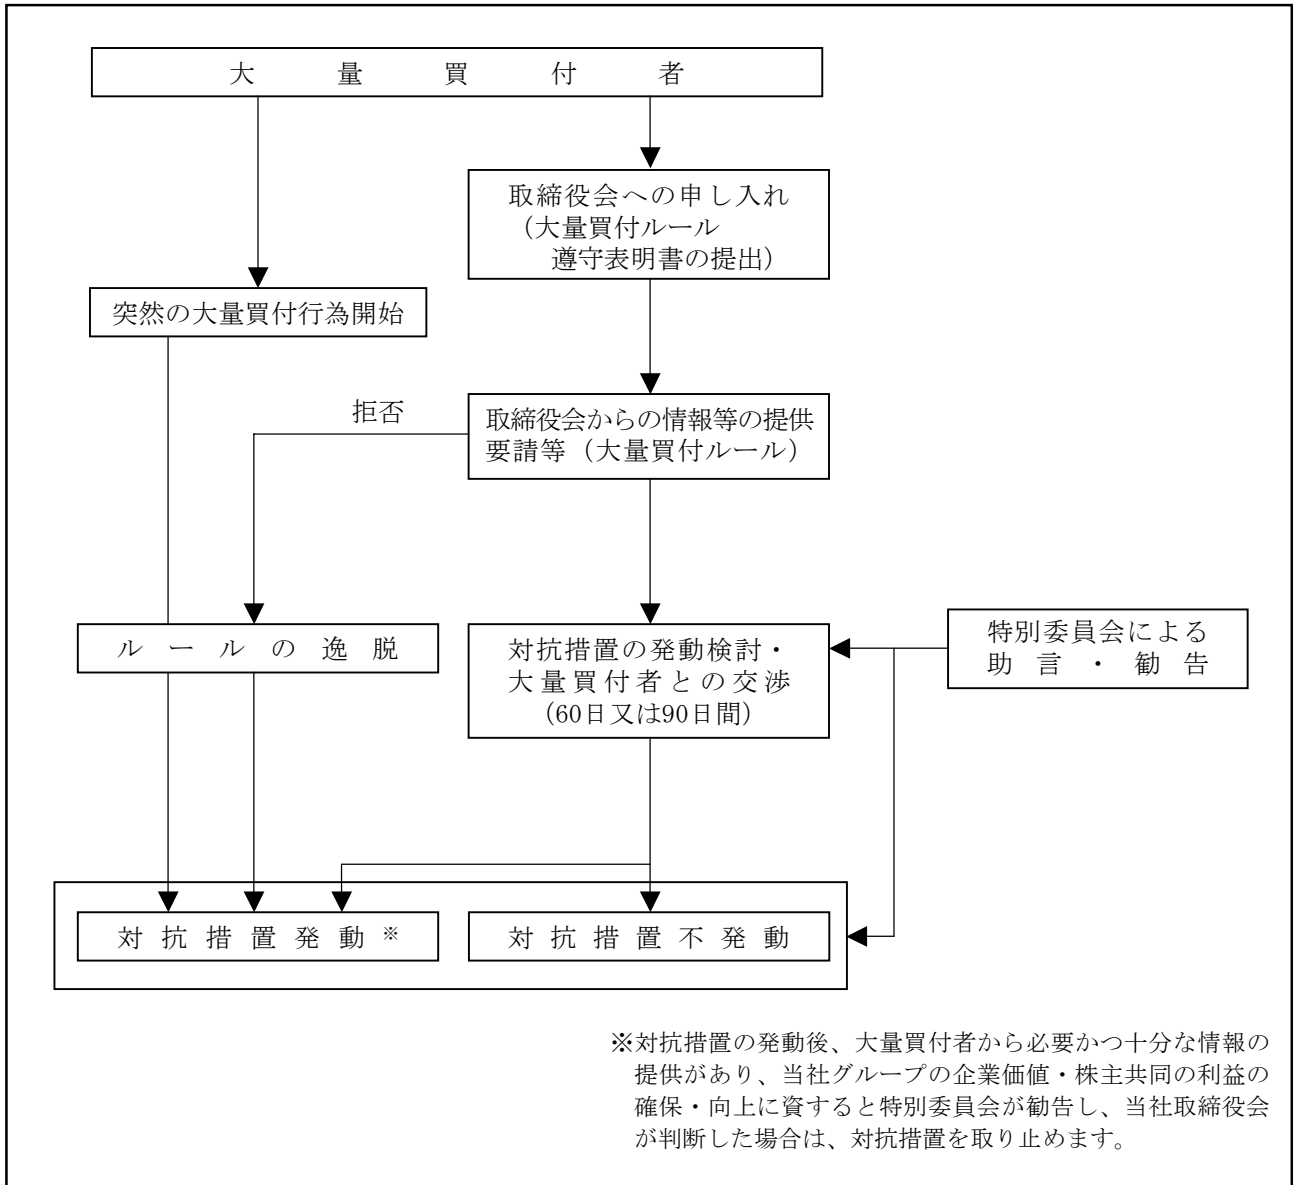 大量買付者
取締役会への申し入れ
（大量買付ルール
遵守表明書の提出）
突然の大量買付行為開始
拒否
取締役会からの情報等の提供
要請等（大量買付ルール）
ルールの逸脱
対抗措置の発動検討・
大量買付者との交渉
（60日又は90日間）
特別委員会による
助言・勧告
対抗措置発動※
対抗措置不発動
※対抗措置の発動後、大量買付者から必要かつ十分な情報の
提供があり、当社グループの企業価値・株主共同の利益の
確保・向上に資すると特別委員会が勧告し、当社取締役会
が判断した場合は、対抗措置を取り止めます。